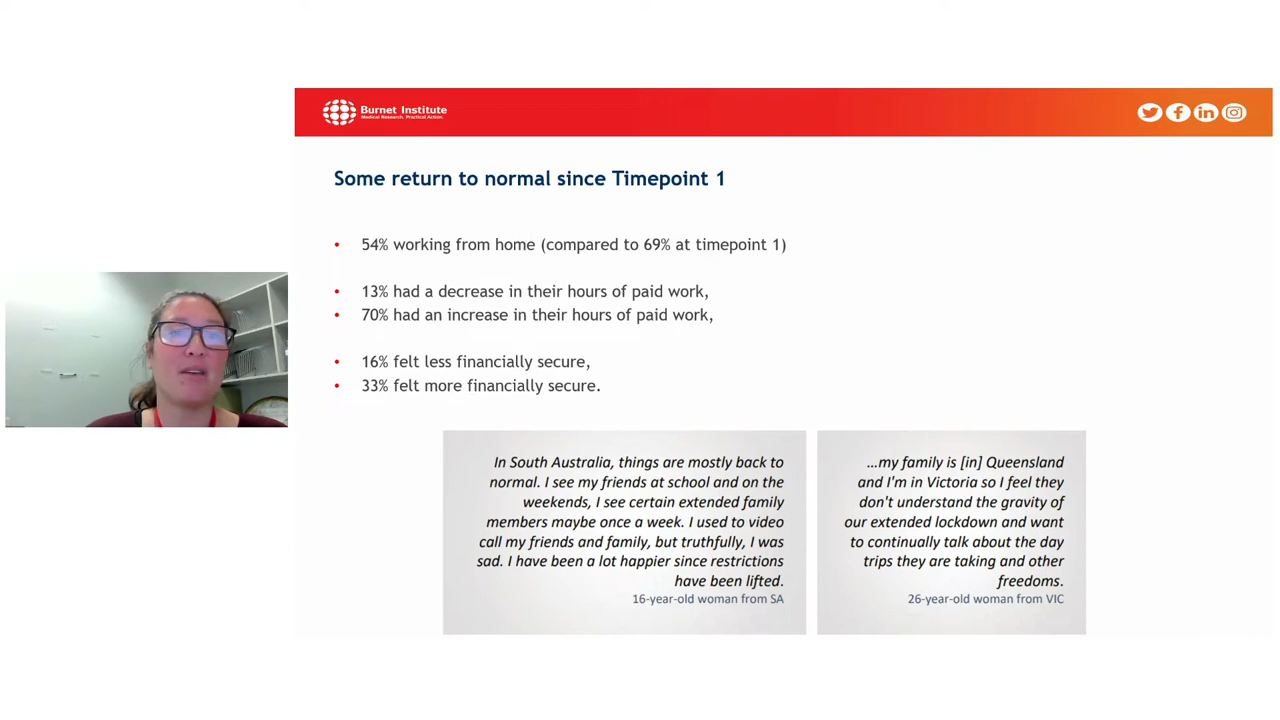 Burnet Institute
Medical Research. Practical Action.
Some return to normal since Timepoint 1
• 54% working from home (compared to 69% at timepoint 1)
• 13% had a decrease in their hours of paid work,
• 70% had an increase in their hours of paid work,
• 16% felt less financially secure,
• 33% felt more financially secure.
In South Australia, things are mostly back to
normal. I see my friends at school and on the
weekends, I see certain extended family
members maybe once a week. I used to video
call my friends and family, but truthfully, I was
sad. I have been a lot happier since restrictions
have been lifted.
16-year-old woman from SA
...my family is [in] Queensland
and I'm in Victoria so I feel they
don't understand the gravity of
our extended lockdown and want
to continually talk about the day
trips they are taking and other
freedoms.
26-year-old woman from VIC